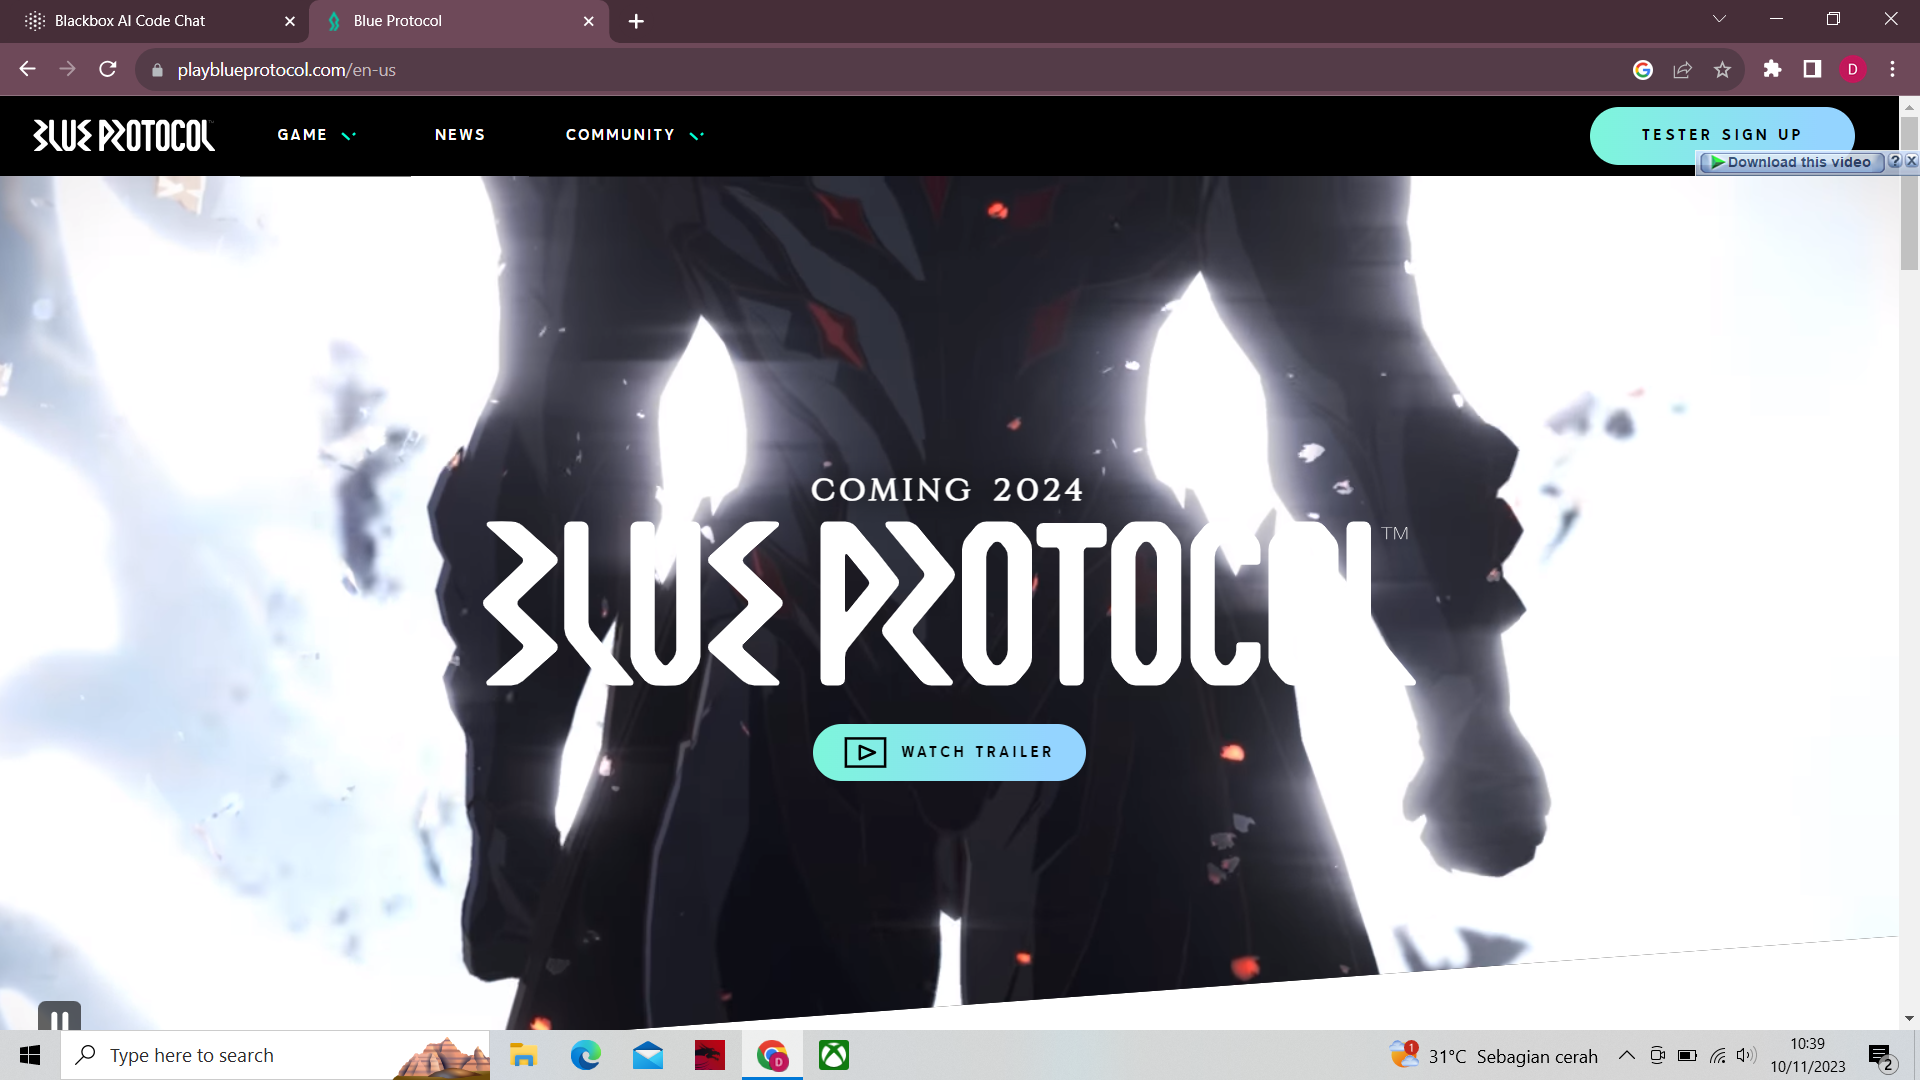 Blackbox AI Code Chat
Blue Protocol
playblueprotocol.com/en-us
D
BLUE PROTOCOL
GAME
NEWS
COMMUNITY
TESTER SIGN UP
Download this video
?
X
COMING 2024
BLUE PROTOCOL™
WATCH TRAILER
Type here to search
D
1
31°C Sebagian cerah
10:39
10/11/2023
2